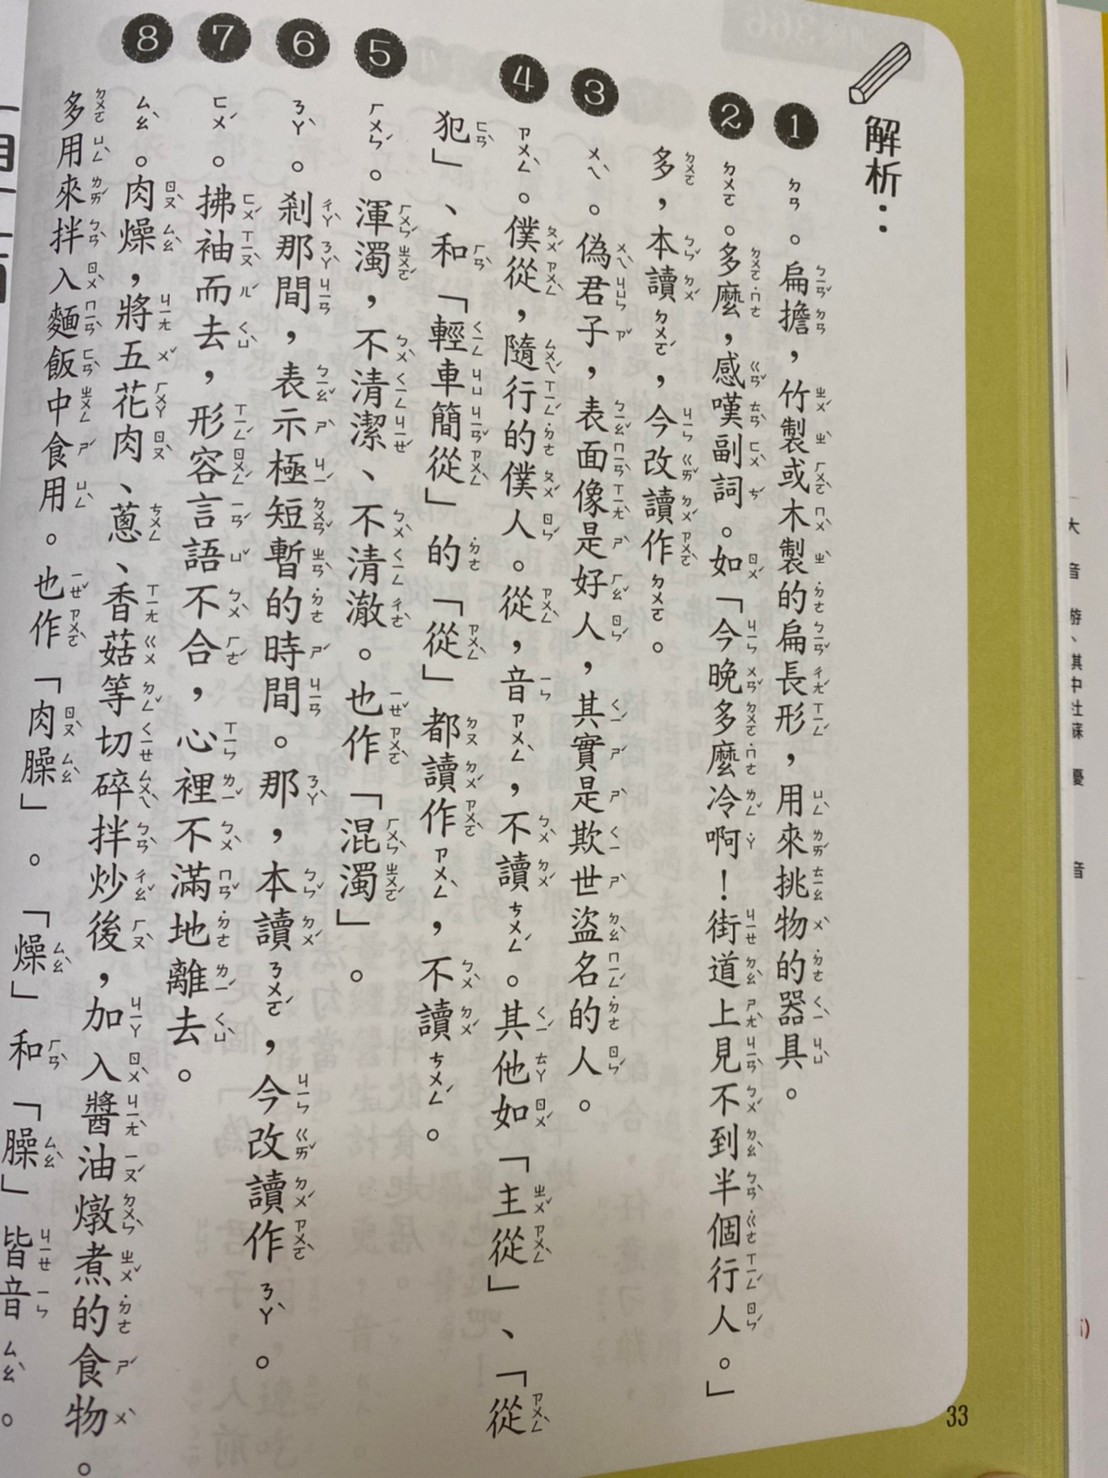 解析：
1 ㄉㄢ。扁擔，竹製或木製的扁長形，用來挑物的器具。
2 ㄉㄨㄛ。多麼，感嘆副詞。如「今晚多麼冷啊！街道上見不到半個行人。」
多，本讀ㄉㄨㄛˊ，今改讀作ㄉㄨㄛ。
3 ㄨㄟˋ。偽君子，表面像是好人，其實是欺世盜名的人。
4 ㄗㄨㄥˋ。僕從，隨行的僕人。從，音ㄗㄨㄥˋ，不讀ㄘㄨㄥˊ。其他如「主從」、「從
犯」、和「輕車簡從」的「從」都讀作ㄗㄨㄥˋ，不讀ㄘㄨㄥˊ。
5 ㄏㄨㄣˊ。渾濁，不清潔、不清澈。也作「混濁」。
6 ㄋㄚˋ。剎那間，表示極短暫的時間。那，本讀ㄋㄨㄛˊ，今改讀作ㄋㄚˋ。
7 ㄈㄨˊ。拂袖而去，形容言語不合，心裡不滿地離去。
8 ㄙㄠˋ。肉燥，將五花肉、蔥、香菇等切碎拌炒後，加入醬油燉煮的食物。
多用來拌入麵飯中食用。也作「肉臊」。「燥」和「臊」皆音ㄙㄠˋ。
33